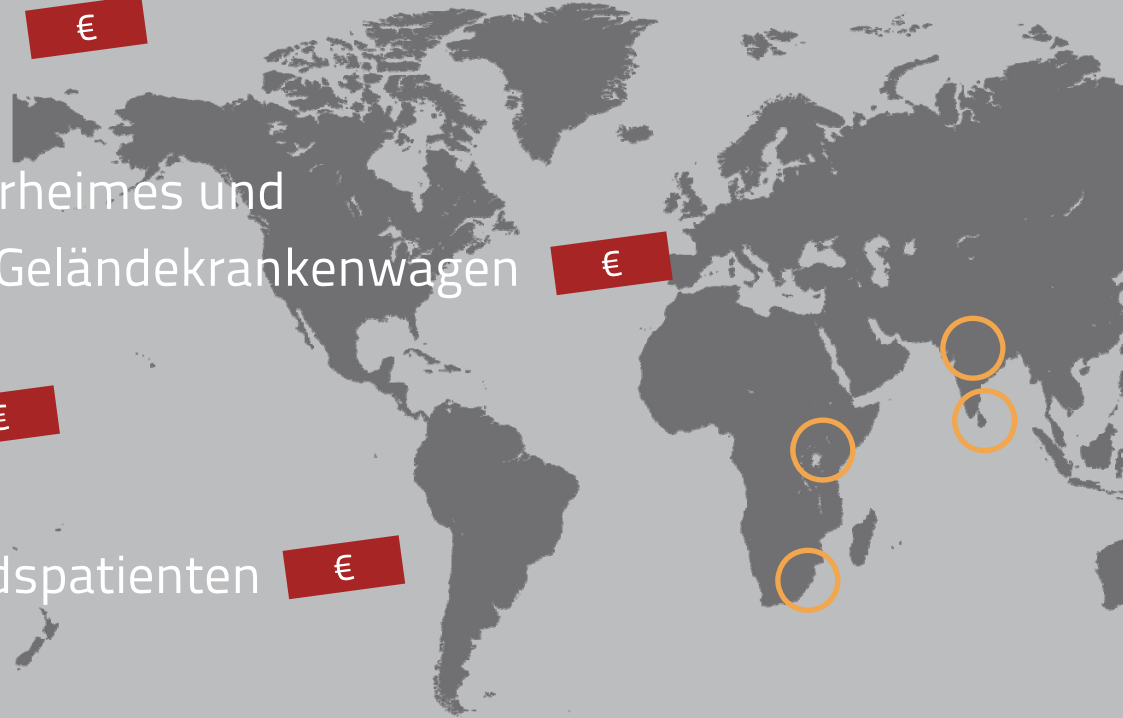 €
rheimes und
Geländekrankenwagen €
€
dspatienten €